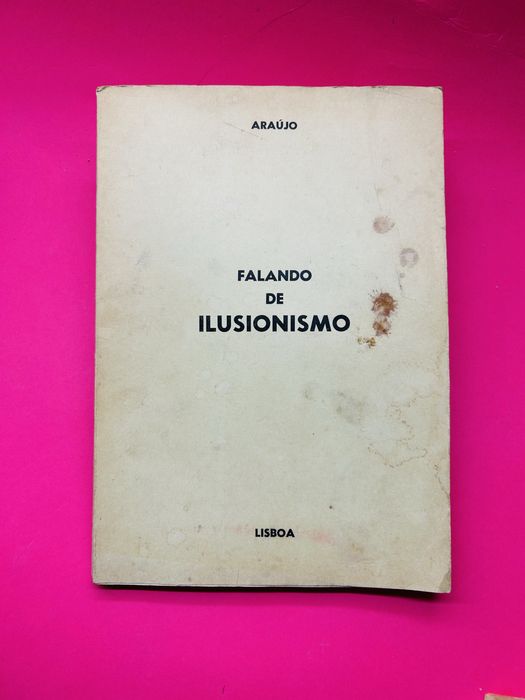 ARAÚJO
FALANDO
DE
ILUSIONISMO
LISBOA